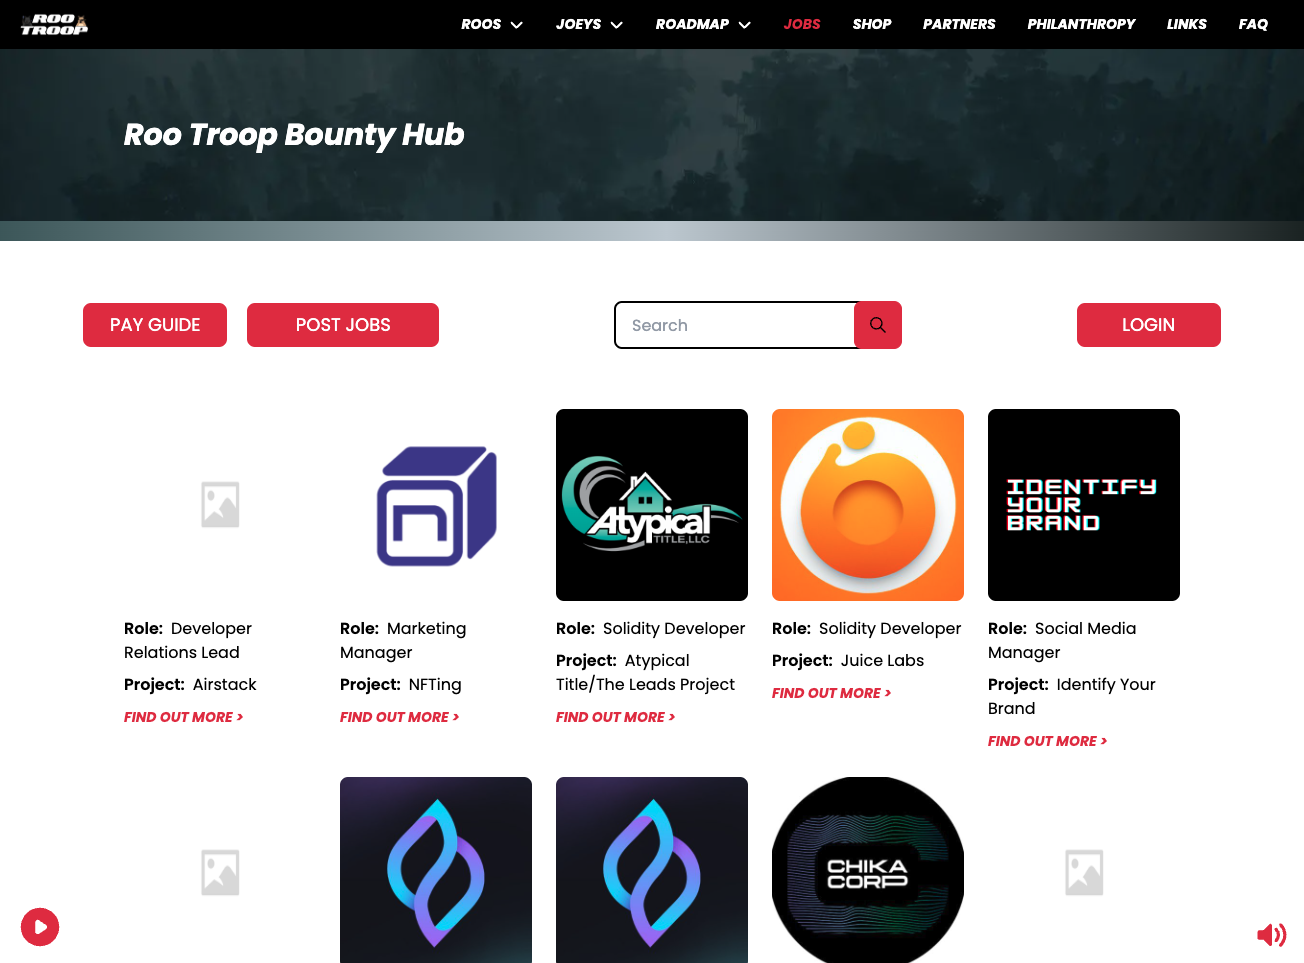 ROO
TROOP
ROOS JOEYS ROADMAP JOBS SHOP PARTNERS PHILANTHROPY LINKS FAQ
Roo Troop Bounty Hub
PAY GUIDE
POST JOBS
Search
LOGIN
Atypical
TITLE,LLC
IDENTIFY
YOUR
BRAND
Role: Developer
Relations Lead
Project: Airstack
FIND OUT MORE >
Role: Marketing
Manager
Project: NFTing
FIND OUT MORE >
Role: Solidity Developer
Project: Atypical
Title/The Leads Project
FIND OUT MORE >
Role: Solidity Developer
Project: Juice Labs
FIND OUT MORE >
Role: Social Media
Manager
Project: Identify Your
Brand
FIND OUT MORE >
CHIKA
CORP